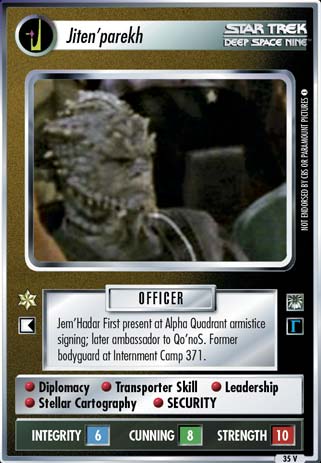 Jiten'parekh
STAR TREK
DEEP SPACE NINE
NOT ENDORSED BY CBS OR PARAMOUNT PICTURES
OFFICER
Jem'Hadar First present at Alpha Quadrant armistice
signing; later ambassador to Qo'noS. Former
bodyguard at Internment Camp 371.
Diplomacy Transporter Skill Leadership
Stellar Cartography SECURITY
INTEGRITY 6 CUNNING 8 STRENGTH 10
35 V